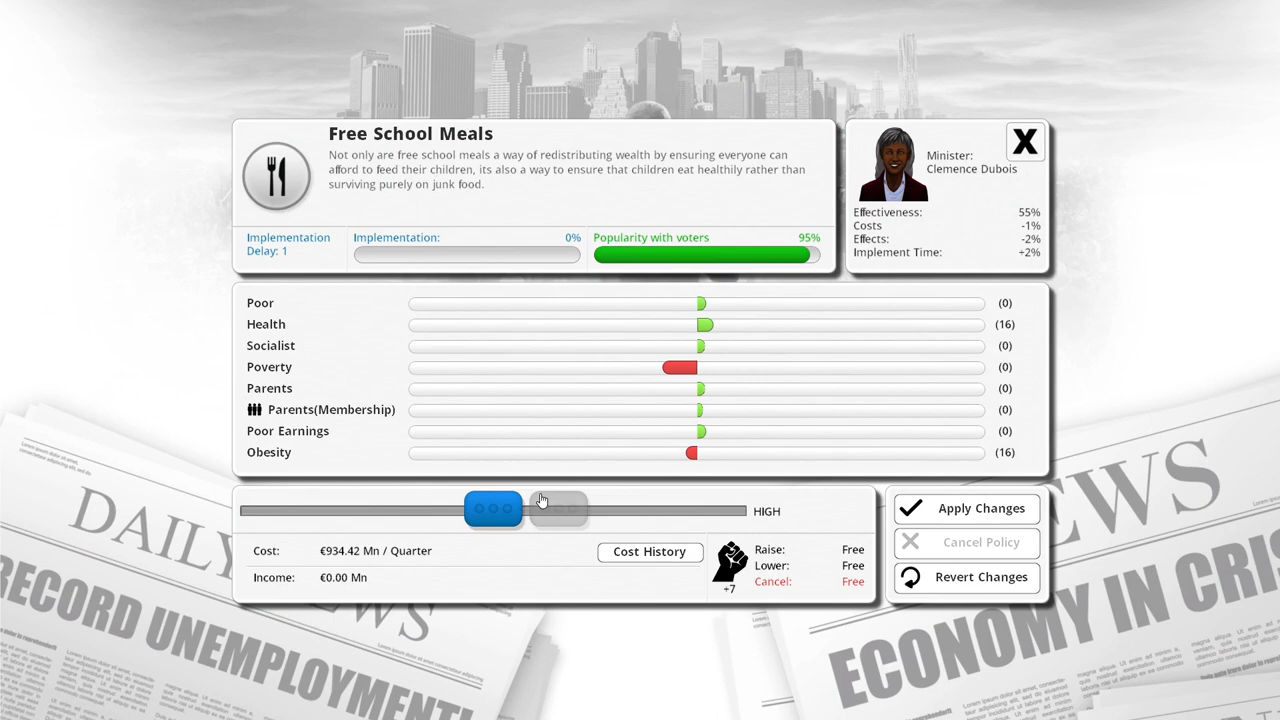 Free School Meals
Not only are free school meals a way of redistributing wealth by ensuring everyone can
afford to feed their children, its also a way to ensure that children eat healthily rather than
surviving purely on junk food.
Implementation
Delay: 1
Implementation: 0%
Popularity with voters 95%
X
Minister:
Clemence Dubois
Effectiveness: 55%
Costs -1%
Effects: -2%
Implement Time: +2%
Poor (0)
Health (16)
Socialist (0)
Poverty (0)
Parents (0)
Parents(Membership) (0)
Poor Earnings (0)
Obesity (16)
HIGH
Cost: €934.42 Mn / Quarter
Cost History
Income: €0.00 Mn
+7
Raise: Free
Lower: Free
Cancel: Free
Apply Changes
Cancel Policy
Revert Changes
DAILY
NEWS
RECORD UNEMPLOYMENT!
EWS
ECONOMY IN CRIS